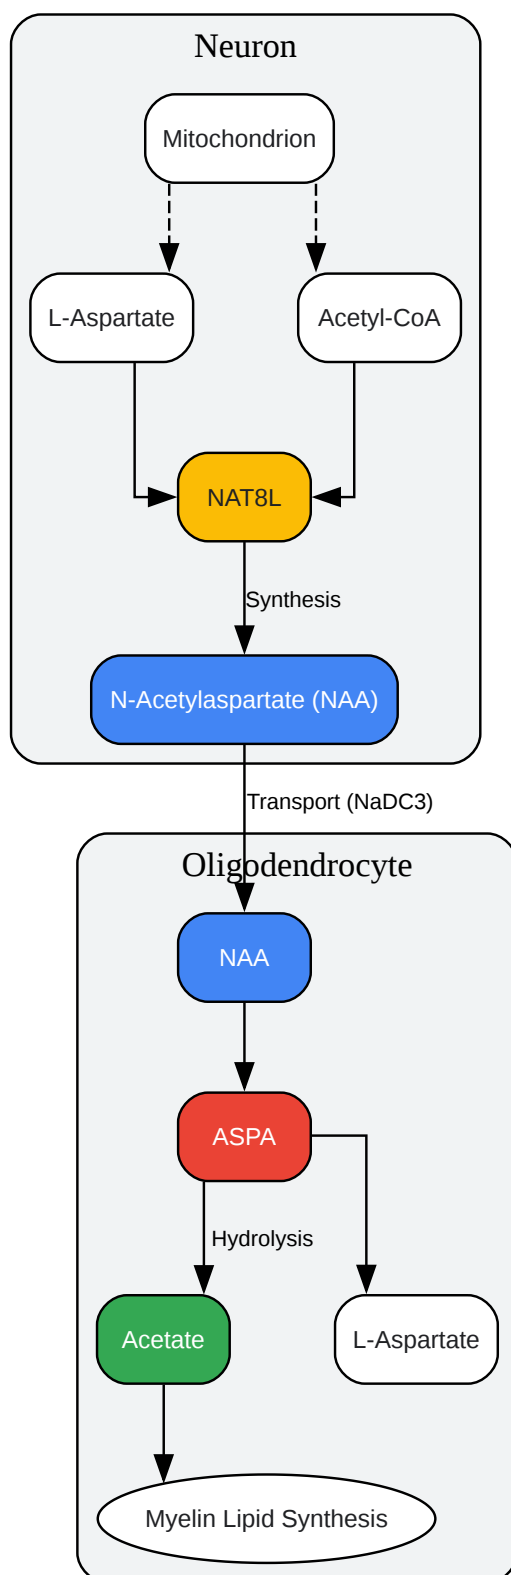 Neuron
Mitochondrion
L-Aspartate
Acetyl-CoA
NAT8L
Synthesis
N-Acetylaspartate (NAA)
Transport (NaDC3)
Oligodendrocyte
NAA
ASPA
Hydrolysis
Acetate
L-Aspartate
Myelin Lipid Synthesis